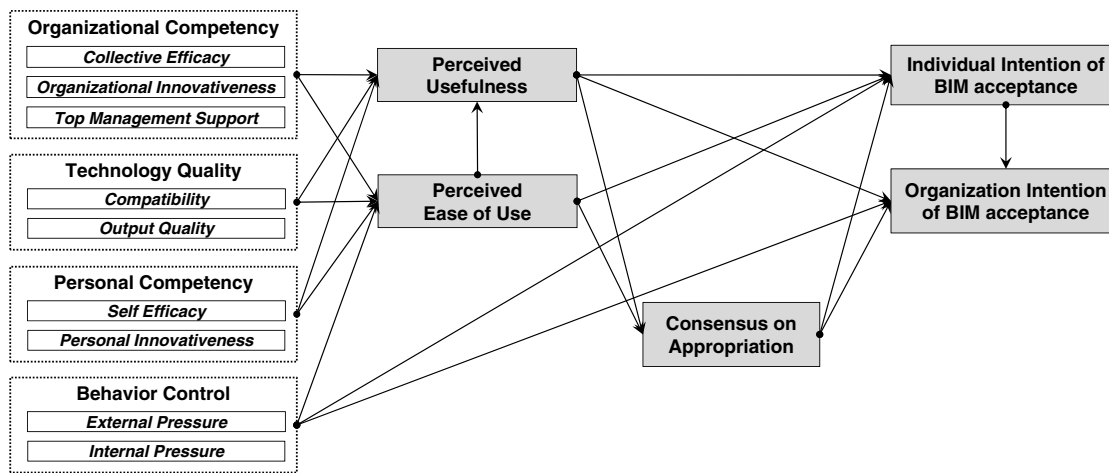 Organizational Competency
Collective Efficacy
Organizational Innovativeness
Top Management Support
Technology Quality
Compatibility
Output Quality
Personal Competency
Self Efficacy
Personal Innovativeness
Behavior Control
External Pressure
Internal Pressure
Perceived
Usefulness
Perceived
Ease of Use
Consensus on
Appropriation
Individual Intention of
BIM acceptance
Organization Intention
of BIM acceptance